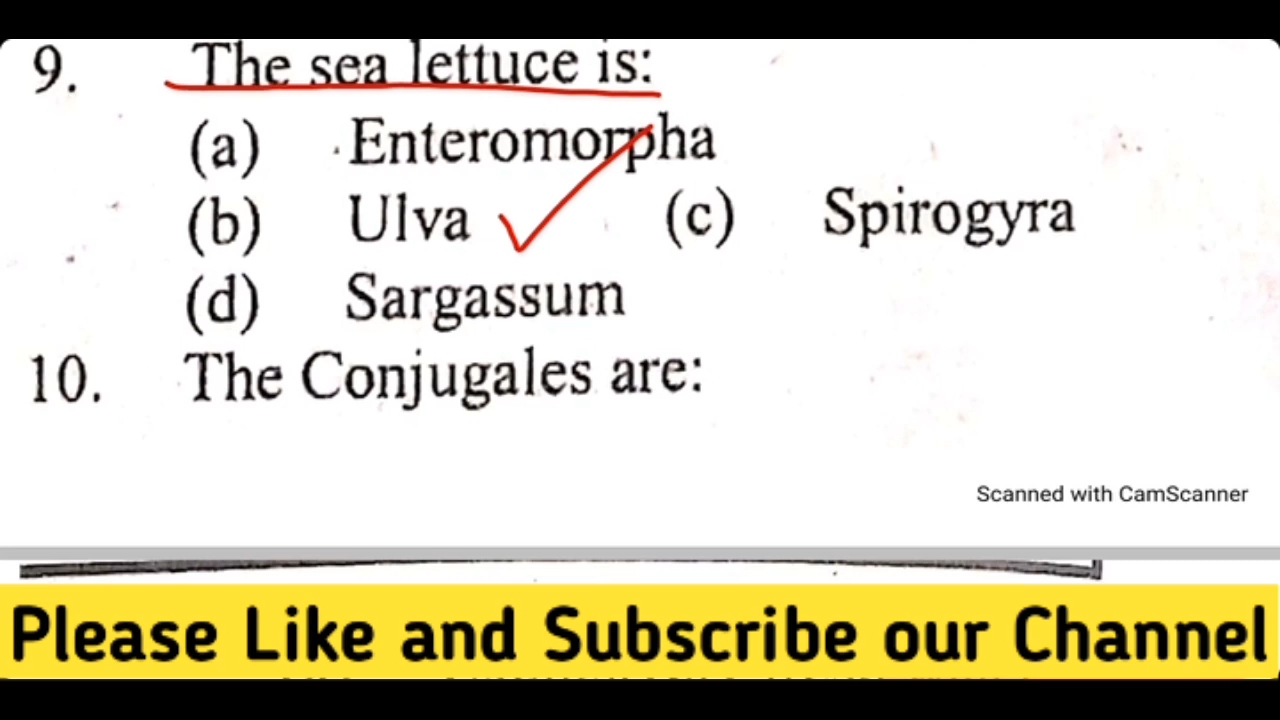 9. The sea lettuce is:
(a) Enteromorpha
(b) Ulva (c) Spirogyra
(d) Sargassum
10. The Conjugales are:
Scanned with CamScanner
Please Like and Subscribe our Channel